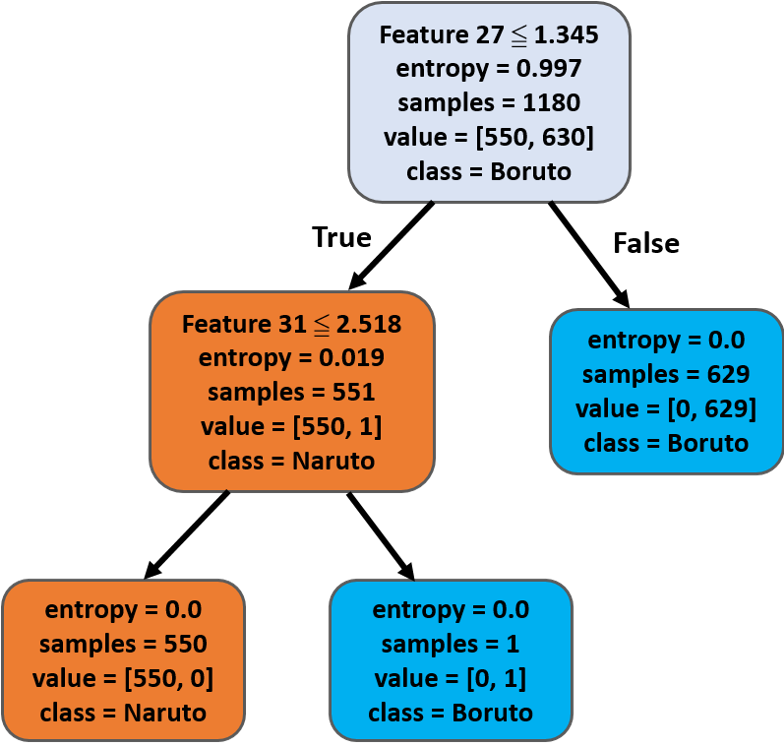 Feature 27 ≦ 1.345
entropy = 0.997
samples = 1180
value = [550, 630]
class = Boruto
True
False
Feature 31 ≦ 2.518
entropy = 0.019
samples = 551
value = [550, 1]
class = Naruto
entropy = 0.0
samples = 629
value = [0, 629]
class = Boruto
entropy = 0.0
samples = 550
value = [550, 0]
class = Naruto
entropy = 0.0
samples = 1
value = [0, 1]
class = Boruto